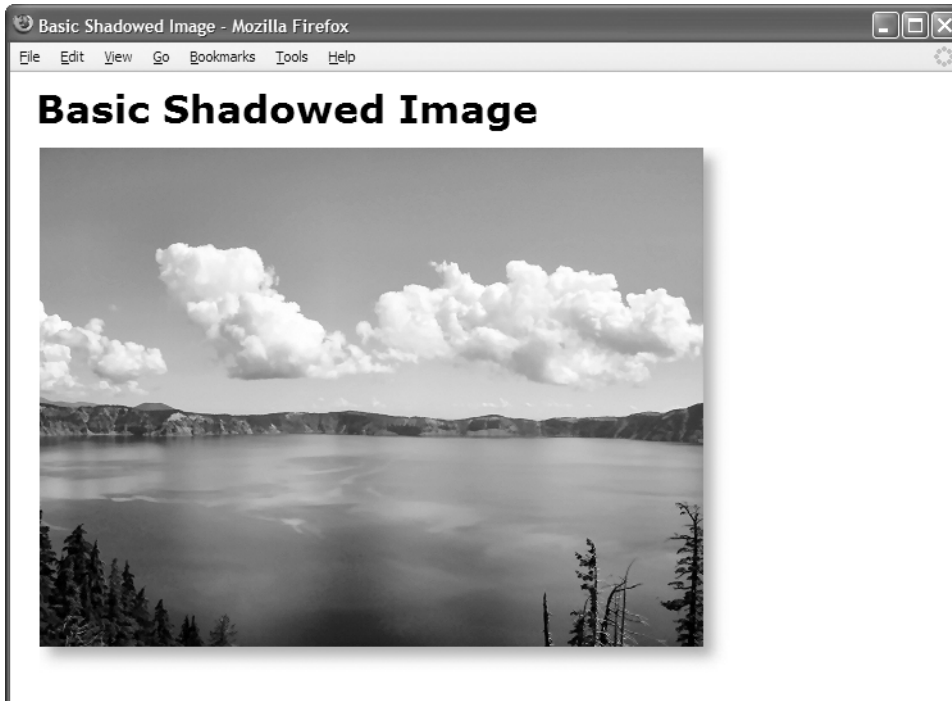 Basic Shadowed Image - Mozilla Firefox
File Edit View Go Bookmarks Tools Help
Basic Shadowed Image